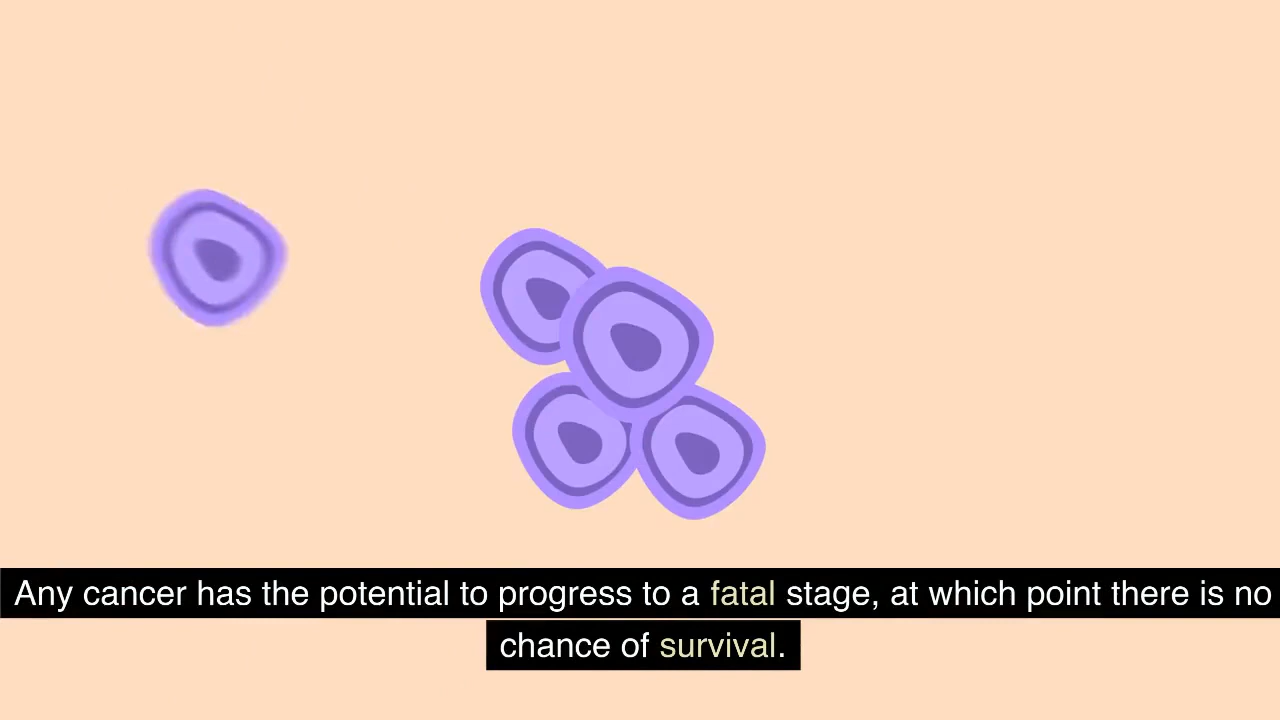 Any cancer has the potential to progress to a fatal stage, at which point there is no
chance of survival.